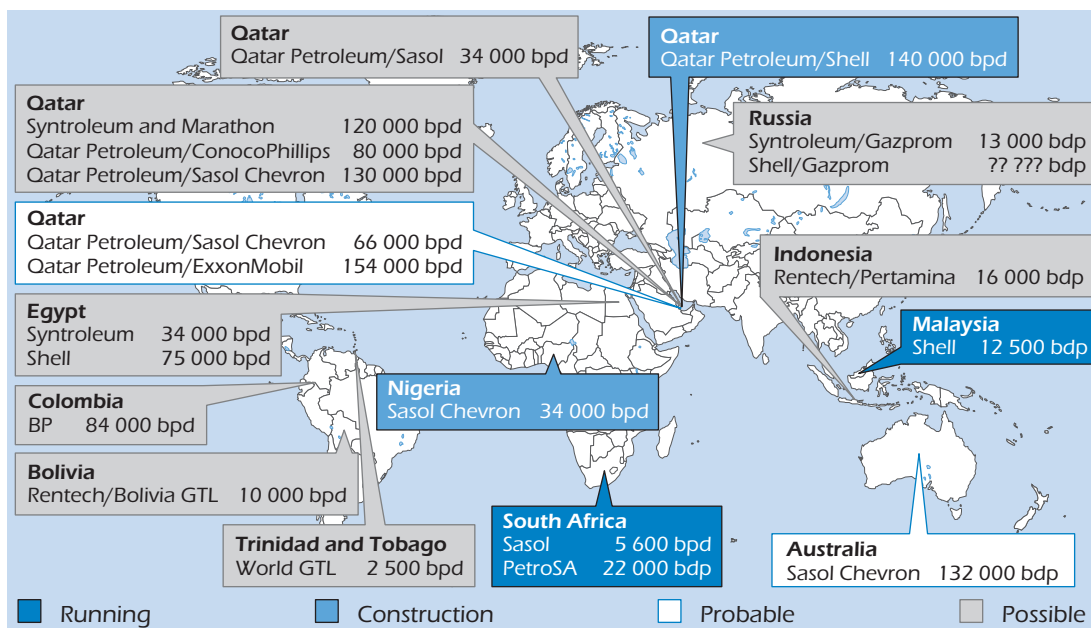 Qatar
Qatar Petroleum/Sasol 34 000 bpd
Qatar
Qatar Petroleum/Shell 140 000 bpd
Qatar
Syntroleum and Marathon 120 000 bpd
Qatar Petroleum/ConocoPhillips 80 000 bpd
Qatar Petroleum/Sasol Chevron 130 000 bpd
Russia
Syntroleum/Gazprom 13 000 bdp
Shell/Gazprom ?? ??? bdp
Qatar
Qatar Petroleum/Sasol Chevron 66 000 bpd
Qatar Petroleum/ExxonMobil 154 000 bpd
Indonesia
Rentech/Pertamina 16 000 bdp
Egypt
Syntroleum 34 000 bpd
Shell 75 000 bpd
Malaysia
Shell 12 500 bdp
Nigeria
Sasol Chevron 34 000 bpd
Colombia
BP 84 000 bpd
Bolivia
Rentech/Bolivia GTL 10 000 bpd
Trinidad and Tobago
World GTL 2 500 bpd
South Africa
Sasol 5 600 bpd
PetroSA 22 000 bdp
Australia
Sasol Chevron 132 000 bdp
Running Construction Probable Possible